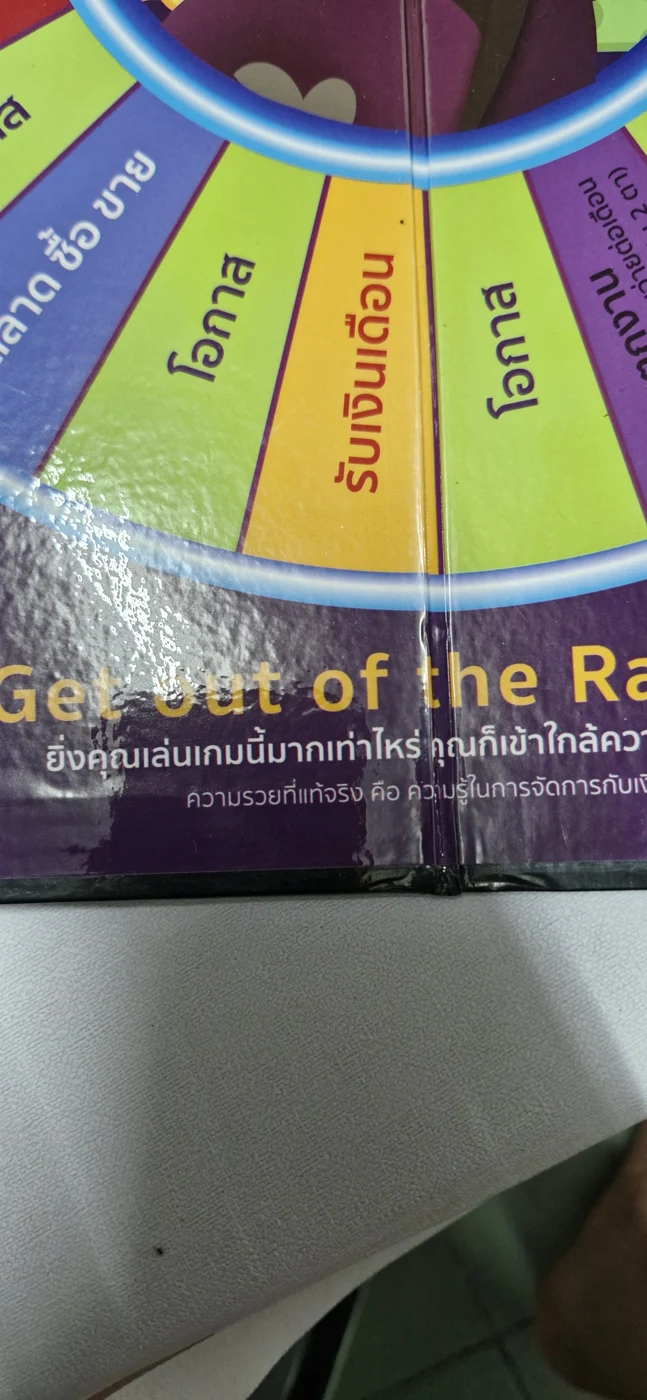 ส
ตลาด ซื้อ ขาย
โอกาส
รับเงินเดือน
โอกาส
2 ตา)
Get out of the Ra
ยิ่งคุณเล่นเกมนี้มากเท่าไหร่ คุณก็เข้าใกล้ควา
ความรวยที่แท้จริง คือ ความรู้ในการจัดการกับเงิ